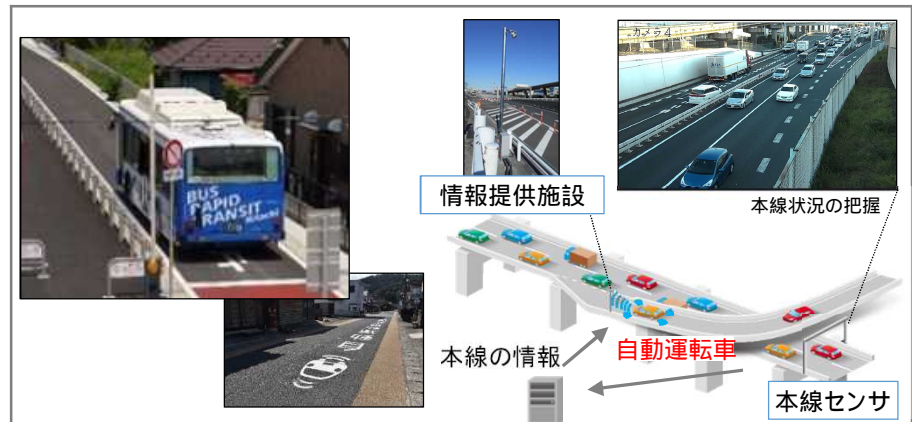 BUS
RAPID
TRANSIT
Hitachi
カメラ4
情報提供施設
本線状況の把握
本線の情報
自動運転車
本線センサ